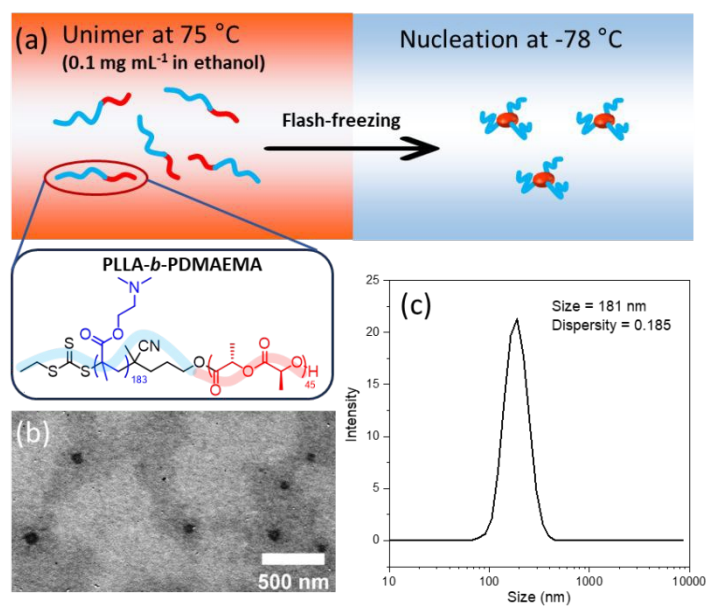 (a) Unimer at 75 °C
(0.1 mg mL⁻¹ in ethanol)
Nucleation at -78 °C
Flash-freezing
PLLA-b-PDMAEMA
N
O
O
S
S
S
CN
183
O
O
O
O
O
H
45
(b)
500 nm
(c)
Size = 181 nm
Dispersity = 0.185
Intensity
25
20
15
10
5
0
10
100
1000
10000
Size (nm)